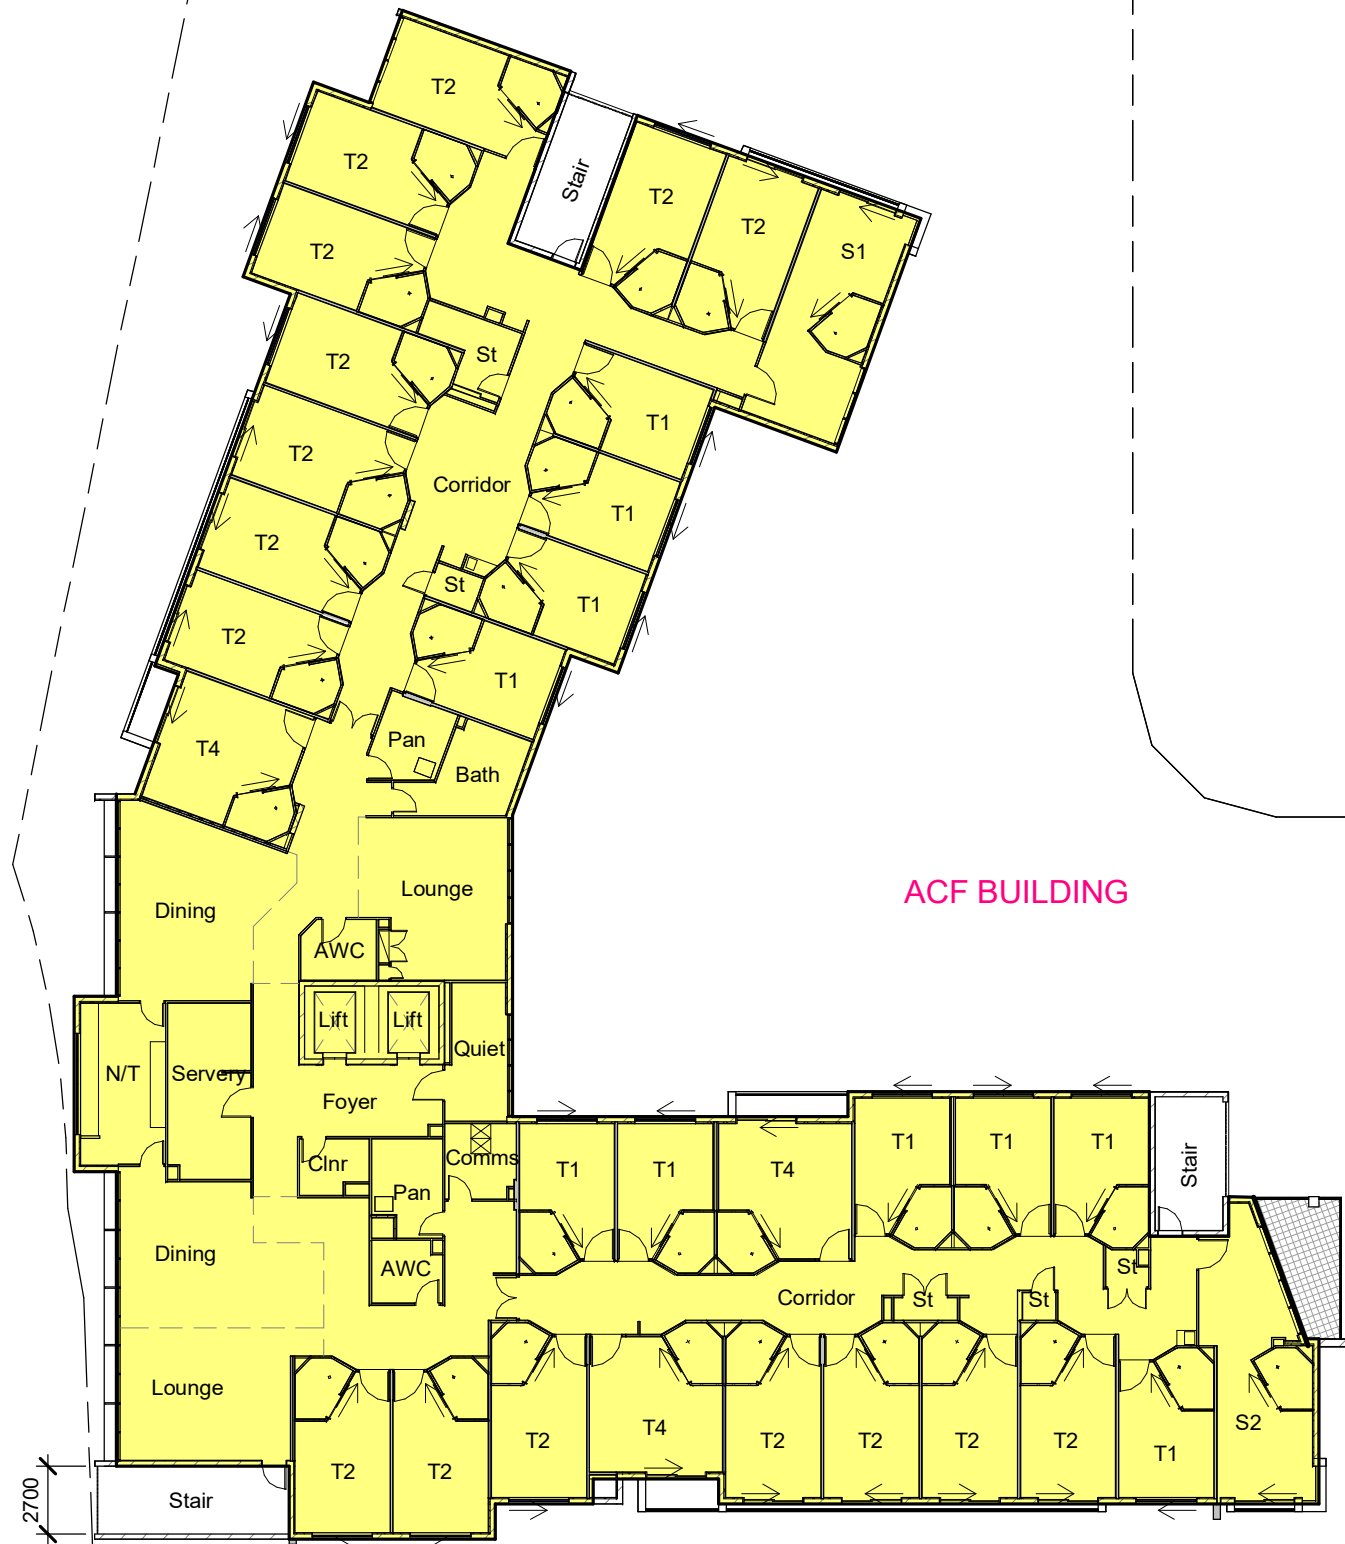 T2
T2
Stair
T2
T2
T2
S1
T2
St
T1
T2
Corridor
T1
T2
St
T1
T2
T1
T4
Pan
Bath
Lounge
ACF BUILDING
Dining
AWC
Lift
Lift
Quiet
N/T
Servery
Foyer
T1
T1
Comms
Clnr
T1
T1
T4
Stair
Pan
Dining
AWC
St
Corridor
St
St
Lounge
T4
S2
T2
T2
T2
T2
T2
T1
T2
T2
Stair
2700